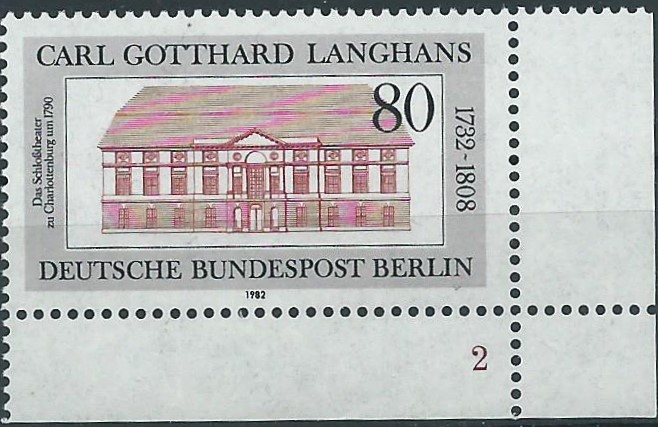 CARL GOTTHARD LANGHANS
Das Schloßtheater
zu Charlottenburg um 1790
80
1732-1808
DEUTSCHE BUNDESPOST BERLIN
1982
2